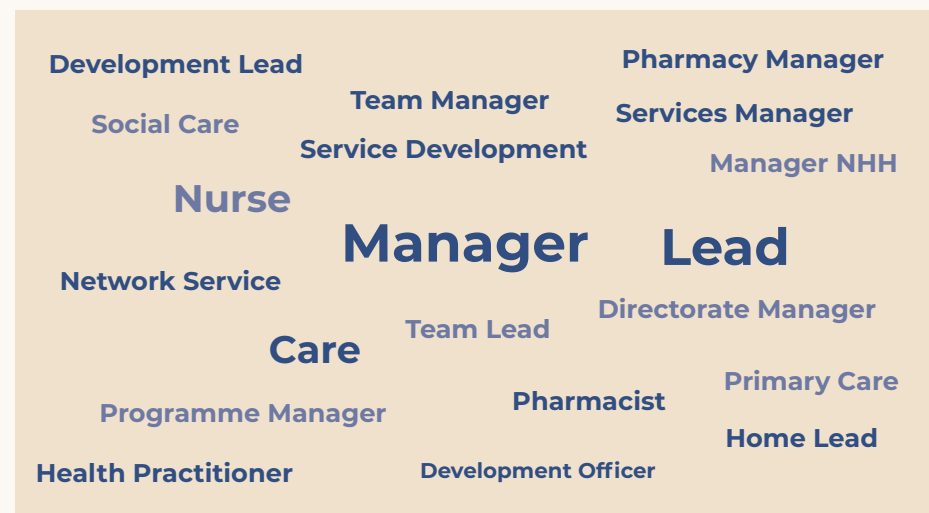 Development Lead
Pharmacy Manager
Team Manager
Services Manager
Social Care
Service Development
Manager NHH
Nurse
Manager
Lead
Network Service
Directorate Manager
Team Lead
Care
Primary Care
Pharmacist
Programme Manager
Home Lead
Development Officer
Health Practitioner